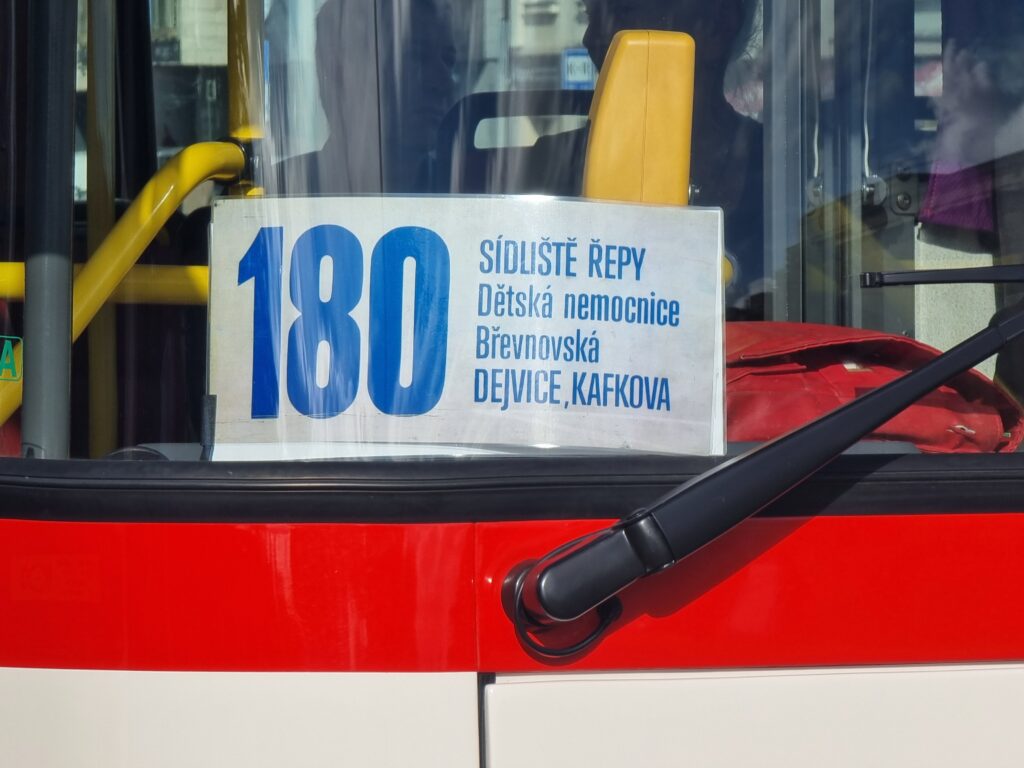 180
SÍDLIŠTĚ ŘEPY
Dětská nemocnice
Břevnovská
DEJVICE, KAFKOVA
A